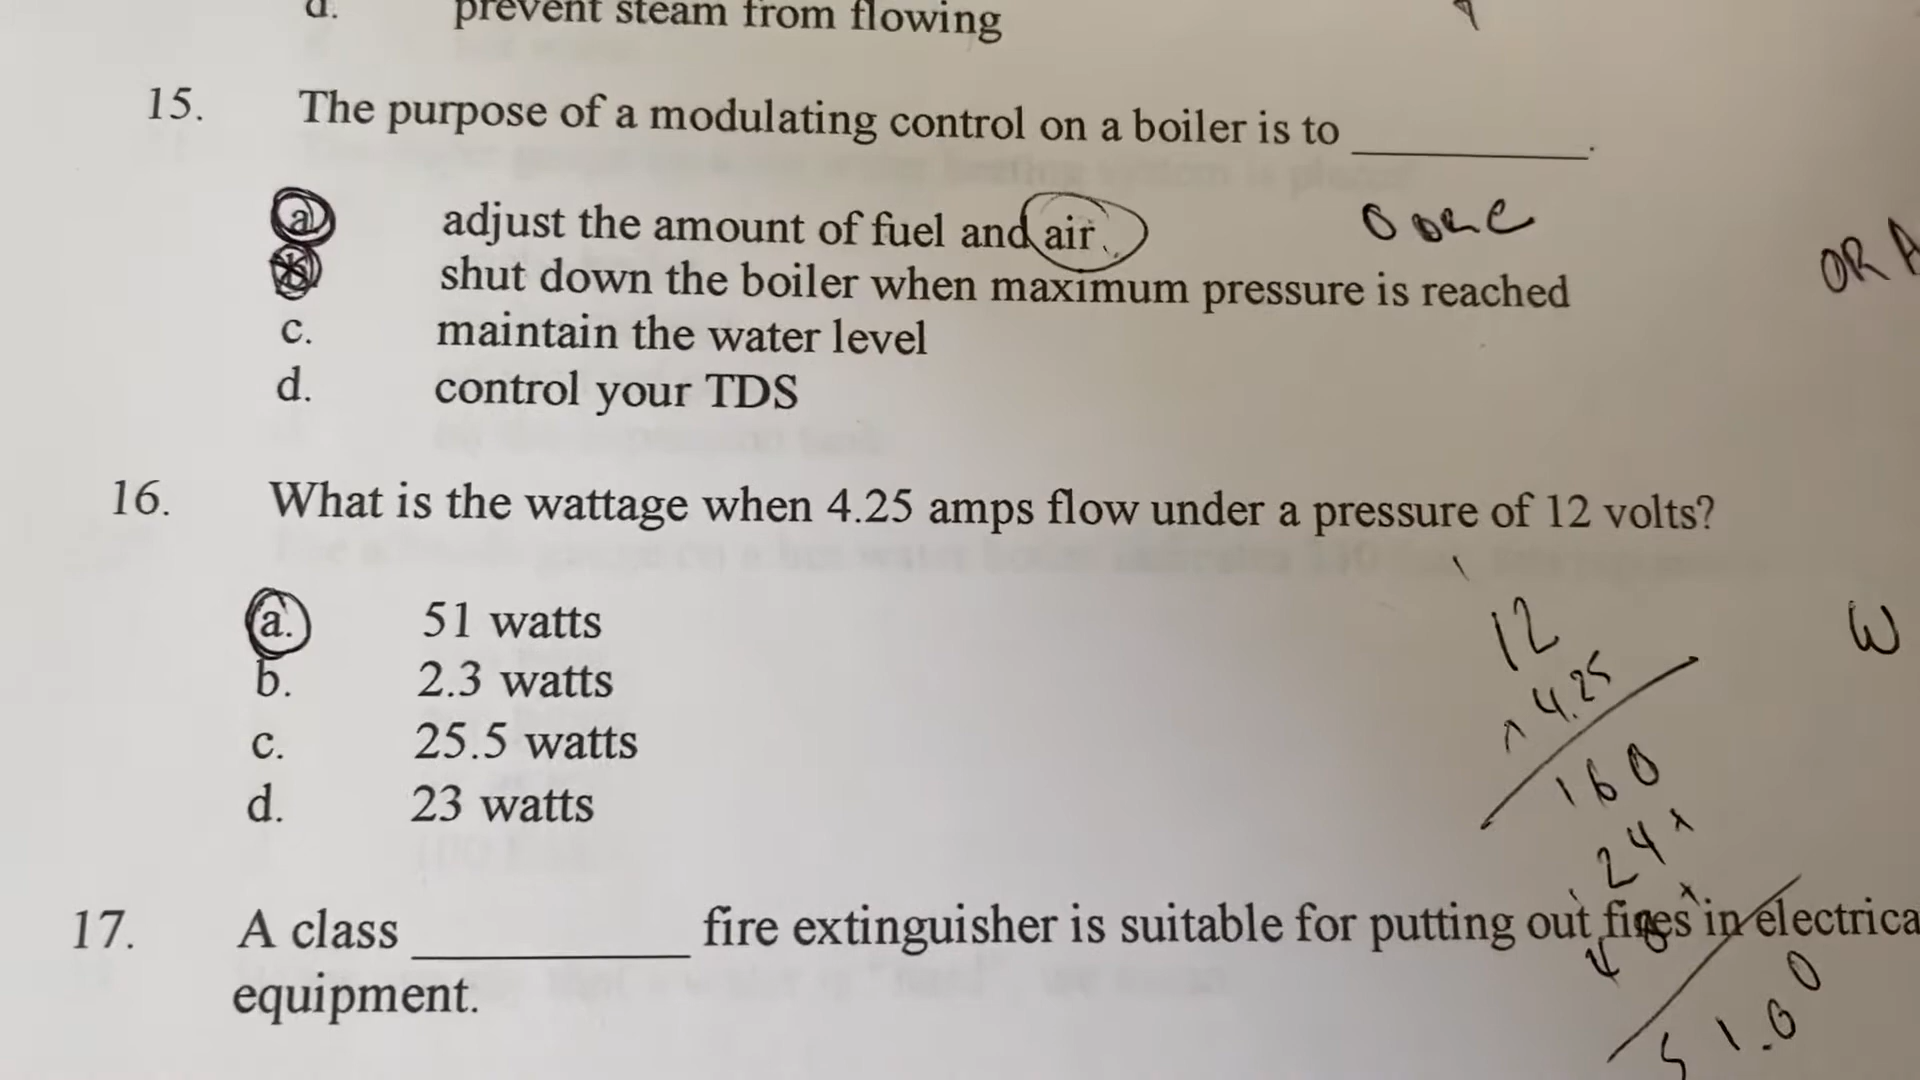 d. prevent steam from flowing
15. The purpose of a modulating control on a boiler is to ________.
a adjust the amount of fuel and air.
b shut down the boiler when maximum pressure is reached
c. maintain the water level
d. control your TDS
OR A
16. What is the wattage when 4.25 amps flow under a pressure of 12 volts?
a. 51 watts
b. 2.3 watts
c. 25.5 watts
d. 23 watts
12
4.25
160
24x
W
17. A class ________ fire extinguisher is suitable for putting out fires in electrica
equipment.
51.00